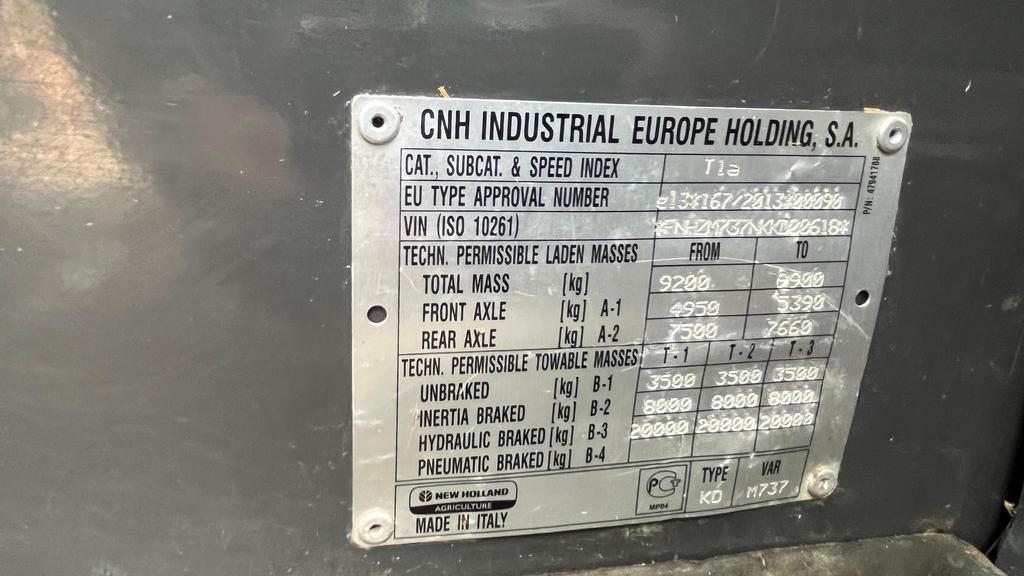 CNH INDUSTRIAL EUROPE HOLDING, S.A.
CAT., SUBCAT. & SPEED INDEX T1a
EU TYPE APPROVAL NUMBER e13*167/2013*00090
VIN (ISO 10261)
TECHN. PERMISSIBLE LADEN MASSES FROM TO
TOTAL MASS [kg] 9200
FRONT AXLE [kg] A-1 4950 5390
REAR AXLE [kg] A-2 7500 7660
TECHN. PERMISSIBLE TOWABLE MASSES T-1 T-2 T-3
UNBRAKED [kg] B-1 3500 3500 3500
INERTIA BRAKED [kg] B-2 8000 8000 8000
HYDRAULIC BRAKED [kg] B-3 20000 20000 20000
PNEUMATIC BRAKED [kg] B-4
NEW HOLLAND
AGRICULTURE
MADE IN ITALY
MP04
TYPE VAR
KD M737
P/N: 47941788